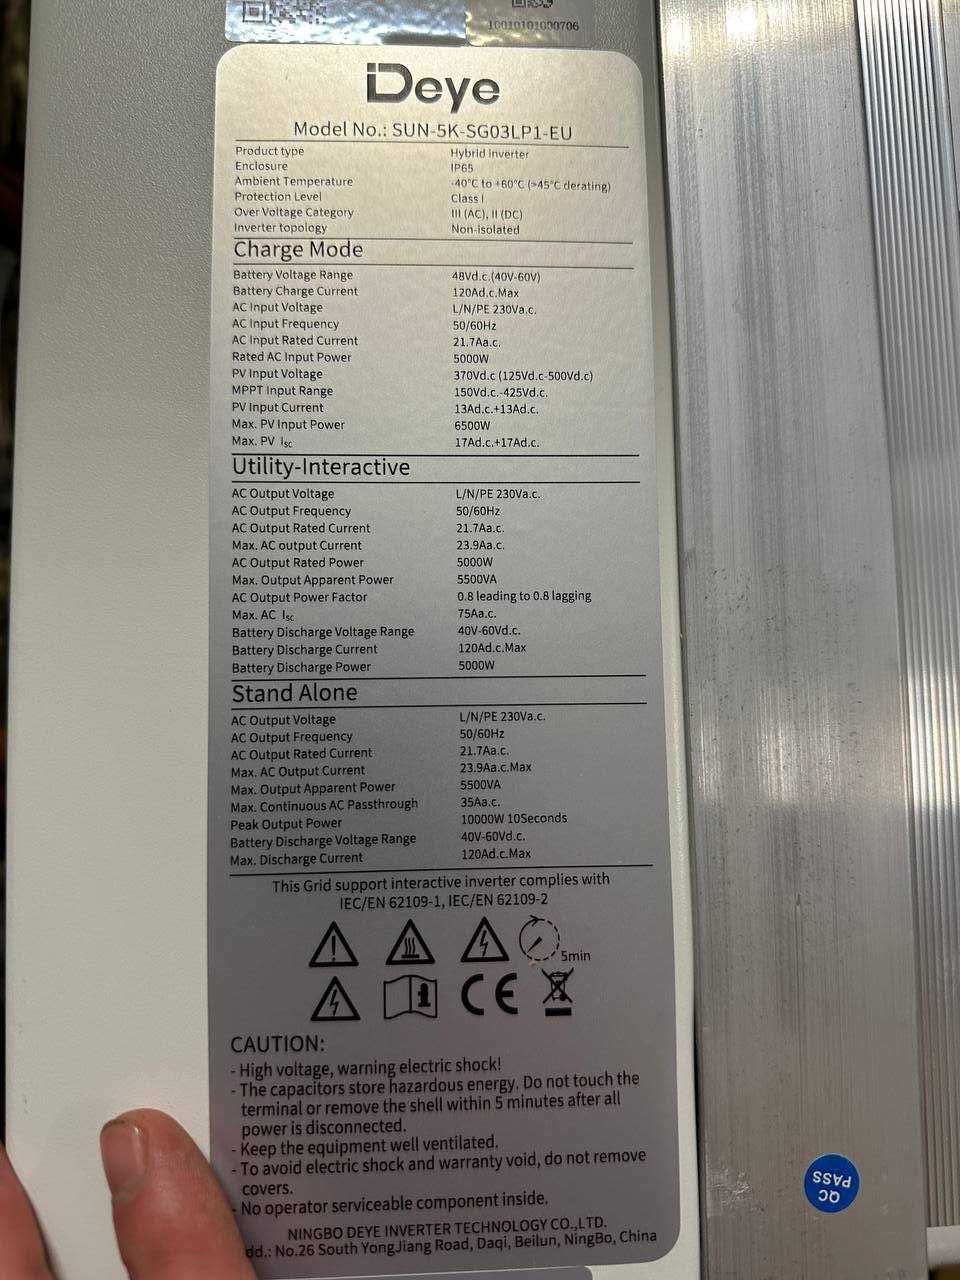 10010101000706
Deye
Model No.: SUN-5K-SG03LP1-EU
Product type Hybrid inverter
Enclosure IP65
Ambient Temperature -40°C to +60°C (>45°C derating)
Protection Level Class I
Over Voltage Category III (AC), II (DC)
Inverter topology Non-isolated
Charge Mode
Battery Voltage Range 48Vd.c.(40V-60V)
Battery Charge Current 120Ad.c.Max
AC Input Voltage L/N/PE 230Va.c.
AC Input Frequency 50/60Hz
AC Input Rated Current 21.7Aa.c.
Rated AC Input Power 5000W
PV Input Voltage 370Vd.c (125Vd.c-500Vd.c)
MPPT Input Range 150Vd.c.-425Vd.c.
PV Input Current 13Ad.c.+13Ad.c.
Max. PV Input Power 6500W
Max. PV Isc 17Ad.c.+17Ad.c.
Utility-Interactive
AC Output Voltage L/N/PE 230Va.c.
AC Output Frequency 50/60Hz
AC Output Rated Current 21.7Aa.c.
Max. AC output Current 23.9Aa.c.
AC Output Rated Power 5000W
Max. Output Apparent Power 5500VA
AC Output Power Factor 0.8 leading to 0.8 lagging
Max. AC Isc 75Aa.c.
Battery Discharge Voltage Range 40V-60Vd.c.
Battery Discharge Current 120Ad.c.Max
Battery Discharge Power 5000W
Stand Alone
AC Output Voltage L/N/PE 230Va.c.
AC Output Frequency 50/60Hz
AC Output Rated Current 21.7Aa.c.
Max. AC Output Current 23.9Aa.c.Max
Max. Output Apparent Power 5500VA
Max. Continuous AC Passthrough 35Aa.c.
Peak Output Power 10000W 10Seconds
Battery Discharge Voltage Range 40V-60Vd.c.
Max. Discharge Current 120Ad.c.Max
This Grid support interactive inverter complies with
IEC/EN 62109-1, IEC/EN 62109-2
5min
CE
CAUTION:
- High voltage, warning electric shock!
- The capacitors store hazardous energy. Do not touch the
terminal or remove the shell within 5 minutes after all
power is disconnected.
- Keep the equipment well ventilated.
- To avoid electric shock and warranty void, do not remove
covers.
- No operator serviceable component inside.
NINGBO DEYE INVERTER TECHNOLOGY CO.,LTD.
dd.: No.26 South YongJiang Road, Daqi, Beilun, NingBo, China
QC
PASS